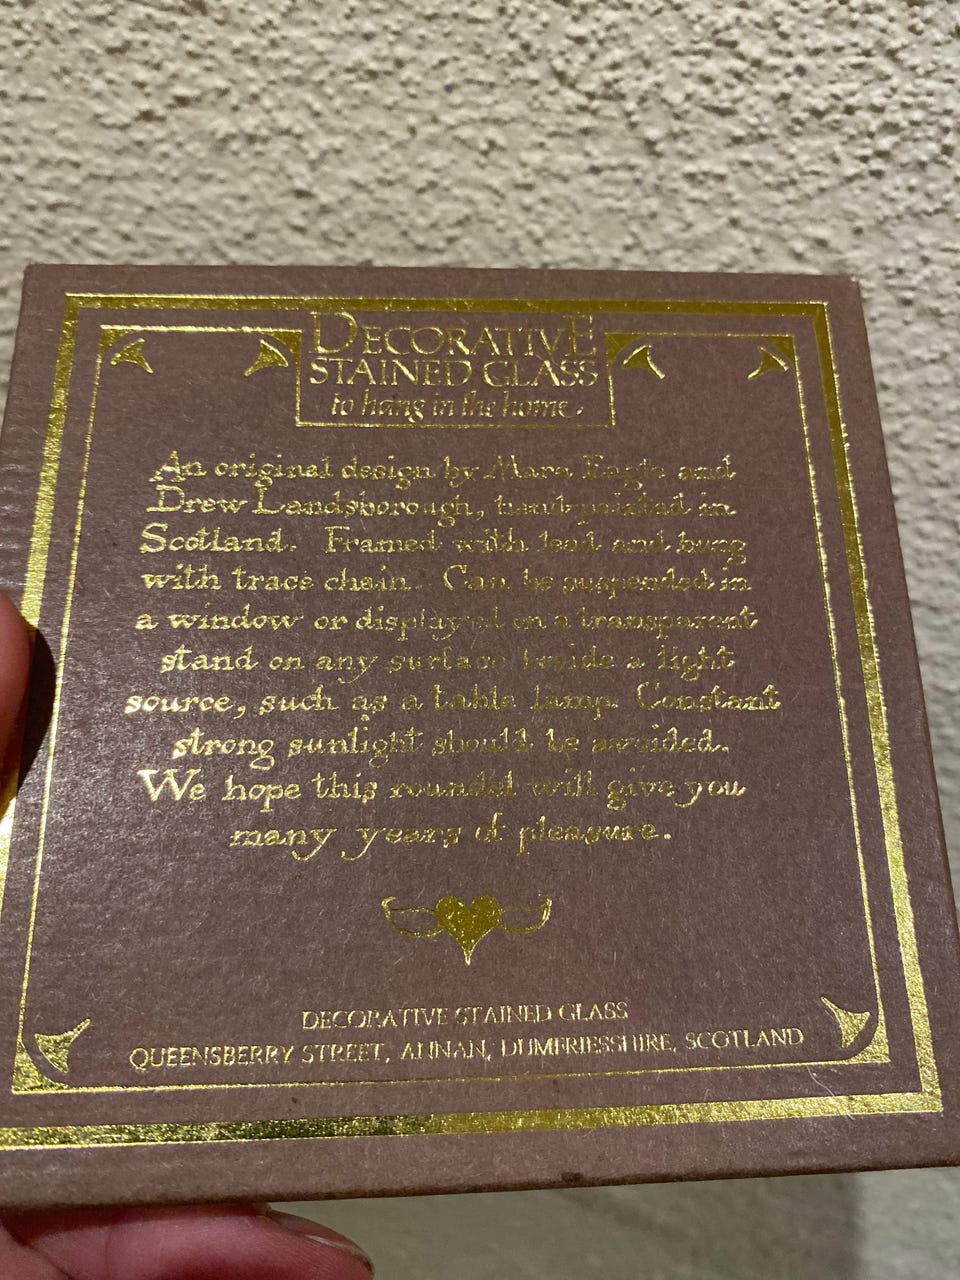 DECORATIVE
STAINED GLASS
to hang in the home.
An original design by Mara Eagle and
Drew Landsborough, hand painted in
Scotland. Framed with lead and hung
with trace chain. Can be suspended in
a window or displayed on a transparent
stand on any surface beside a light
source, such as a table lamp. Constant
strong sunlight should be avoided.
We hope this roundel will give you
many years of pleasure.
DECORATIVE STAINED GLASS
QUEENSBERRY STREET, ANNAN, DUMFRIESSHIRE, SCOTLAND